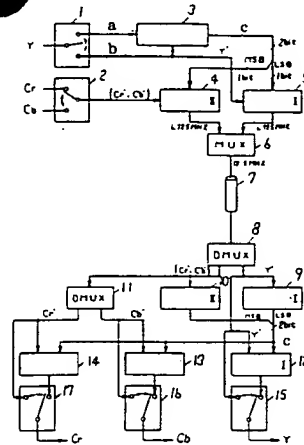 1 a 3 c
Y b Y' 2bit
MSB LSB
2 1bit 1bit
Cr (Cr', Cb') 4
Cb II I
MUX 6
7
8
DMUX
(Cr', Cb') Y' 9
11 DMUX II I
MSB LSB
Cr' Cb' 2bit
Y' C
14 13 I 12
17 16 15
Cr Cb Y